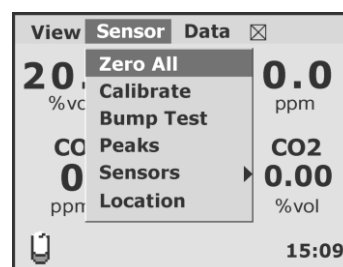 View Sensor Data
20. Zero All 0.0
%vo Calibrate ppm
Bump Test
CO Peaks CO2
0 Sensors 0.00
ppm Location %vol
15:09